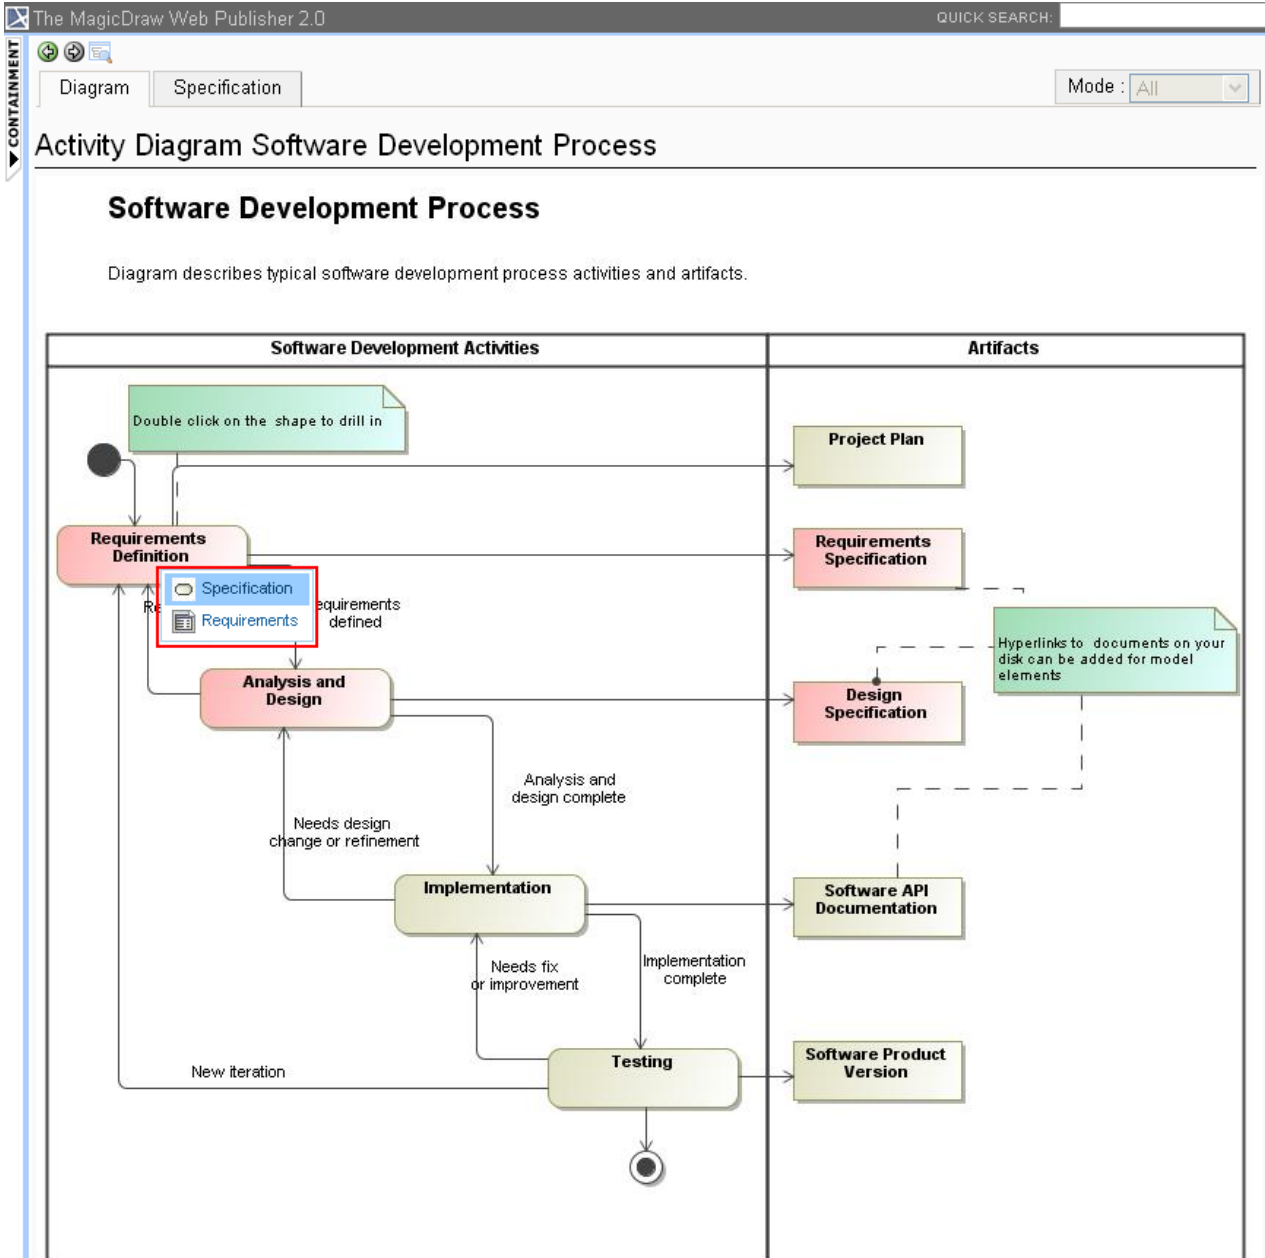 The MagicDraw Web Publisher 2.0
QUICK SEARCH:
CONTAINMENT
Diagram
Specification
Mode :
All
Activity Diagram Software Development Process
Software Development Process
Diagram describes typical software development process activities and artifacts.
Software Development Activities
Artifacts
Double click on the shape to drill in
Project Plan
Requirements
Definition
Requirements
Specification
Specification
Requirements
equirements
defined
Re
Hyperlinks to documents on your
disk can be added for model
elements
Analysis and
Design
Design
Specification
Analysis and
design complete
Needs design
change or refinement
Implementation
Software API
Documentation
Needs fix
or improvement
Implementation
complete
Testing
Software Product
Version
New iteration